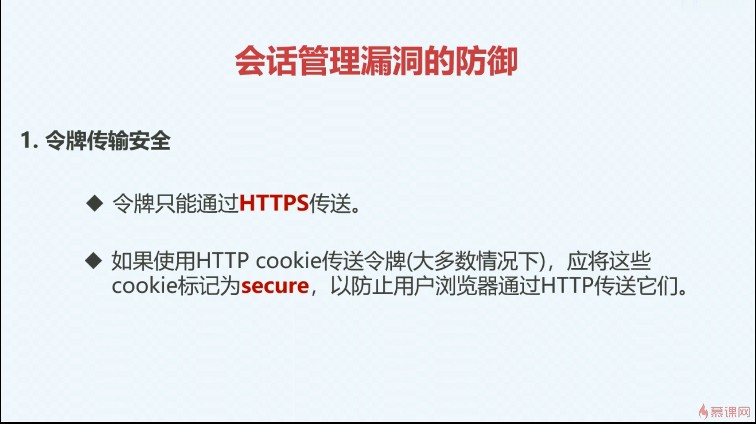 会话管理漏洞的防御
1. 令牌传输安全
◆ 令牌只能通过HTTPS传送。
◆ 如果使用HTTP cookie传送令牌(大多数情况下)，应将这些
cookie标记为secure，以防止用户浏览器通过HTTP传送它们。
慕课网